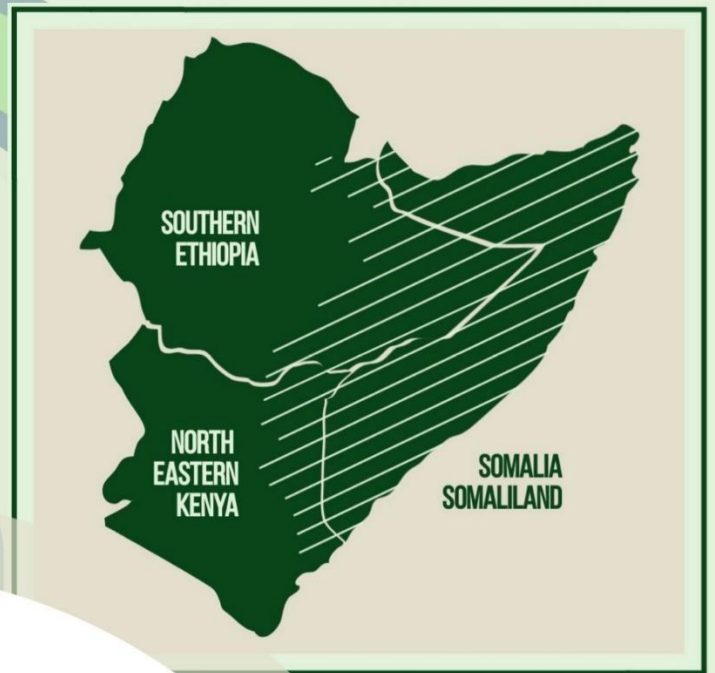 SOUTHERN
ETHIOPIA
NORTH
EASTERN
KENYA
SOMALIA
SOMALILAND